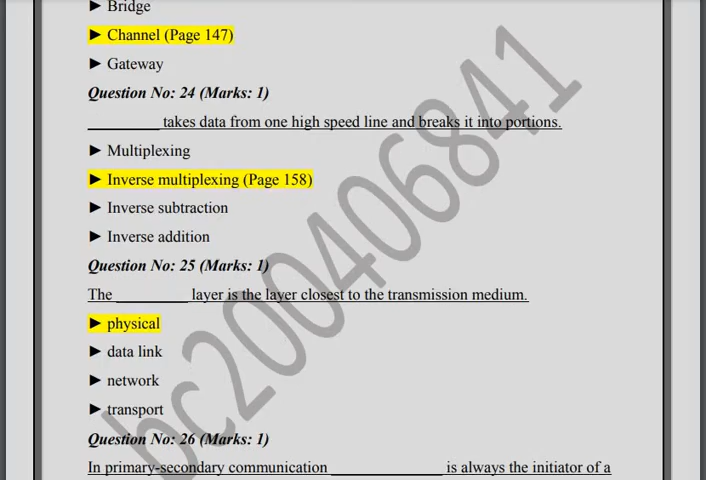 ► Bridge
► Channel (Page 147)
► Gateway
Question No: 24 (Marks: 1)
_________ takes data from one high speed line and breaks it into portions.
► Multiplexing
► Inverse multiplexing (Page 158)
► Inverse subtraction
► Inverse addition
Question No: 25 (Marks: 1)
The _________ layer is the layer closest to the transmission medium.
► physical
► data link
► network
► transport
Question No: 26 (Marks: 1)
In primary-secondary communication ______________ is always the initiator of a
bc200406841